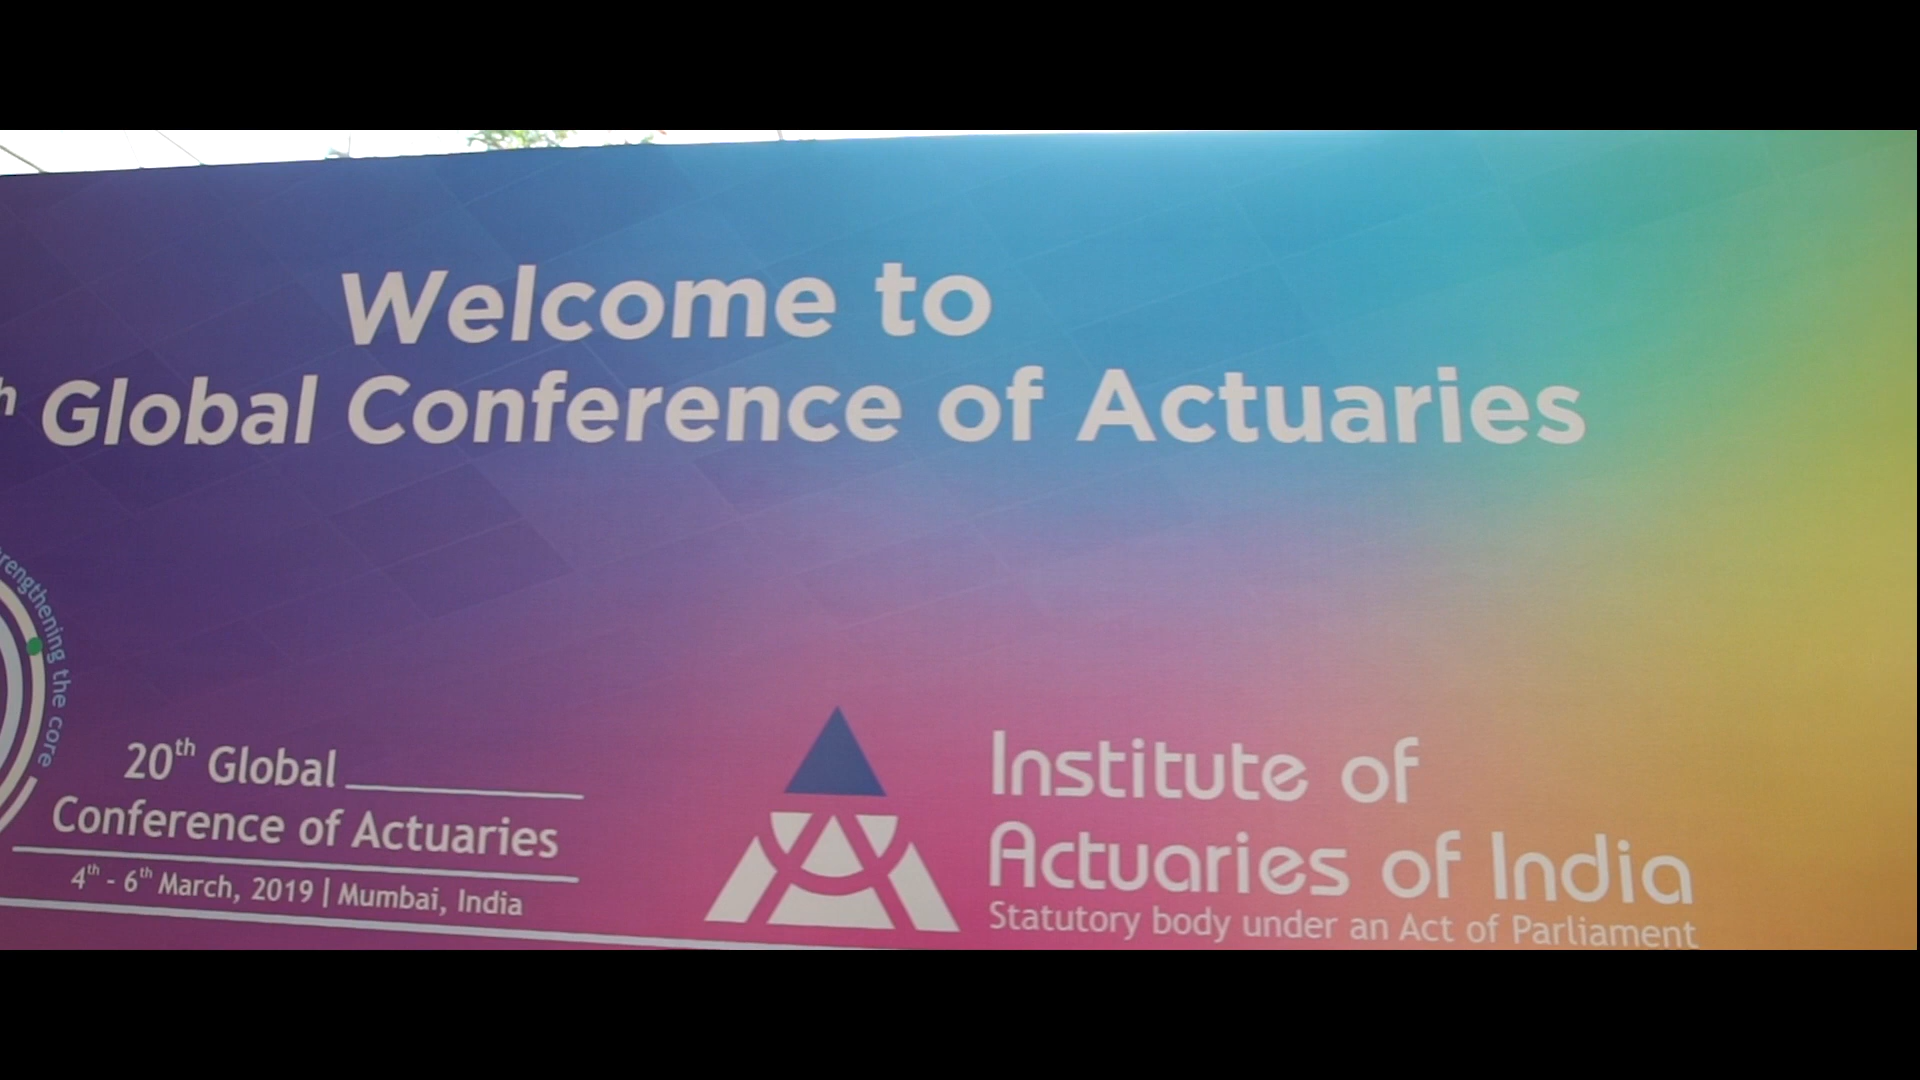 Welcome to
Global Conference of Actuaries
strengthening the core
20th Global
Conference of Actuaries
4th - 6th March, 2019 | Mumbai, India
Institute of
Actuaries of India
Statutory body under an Act of Parliament